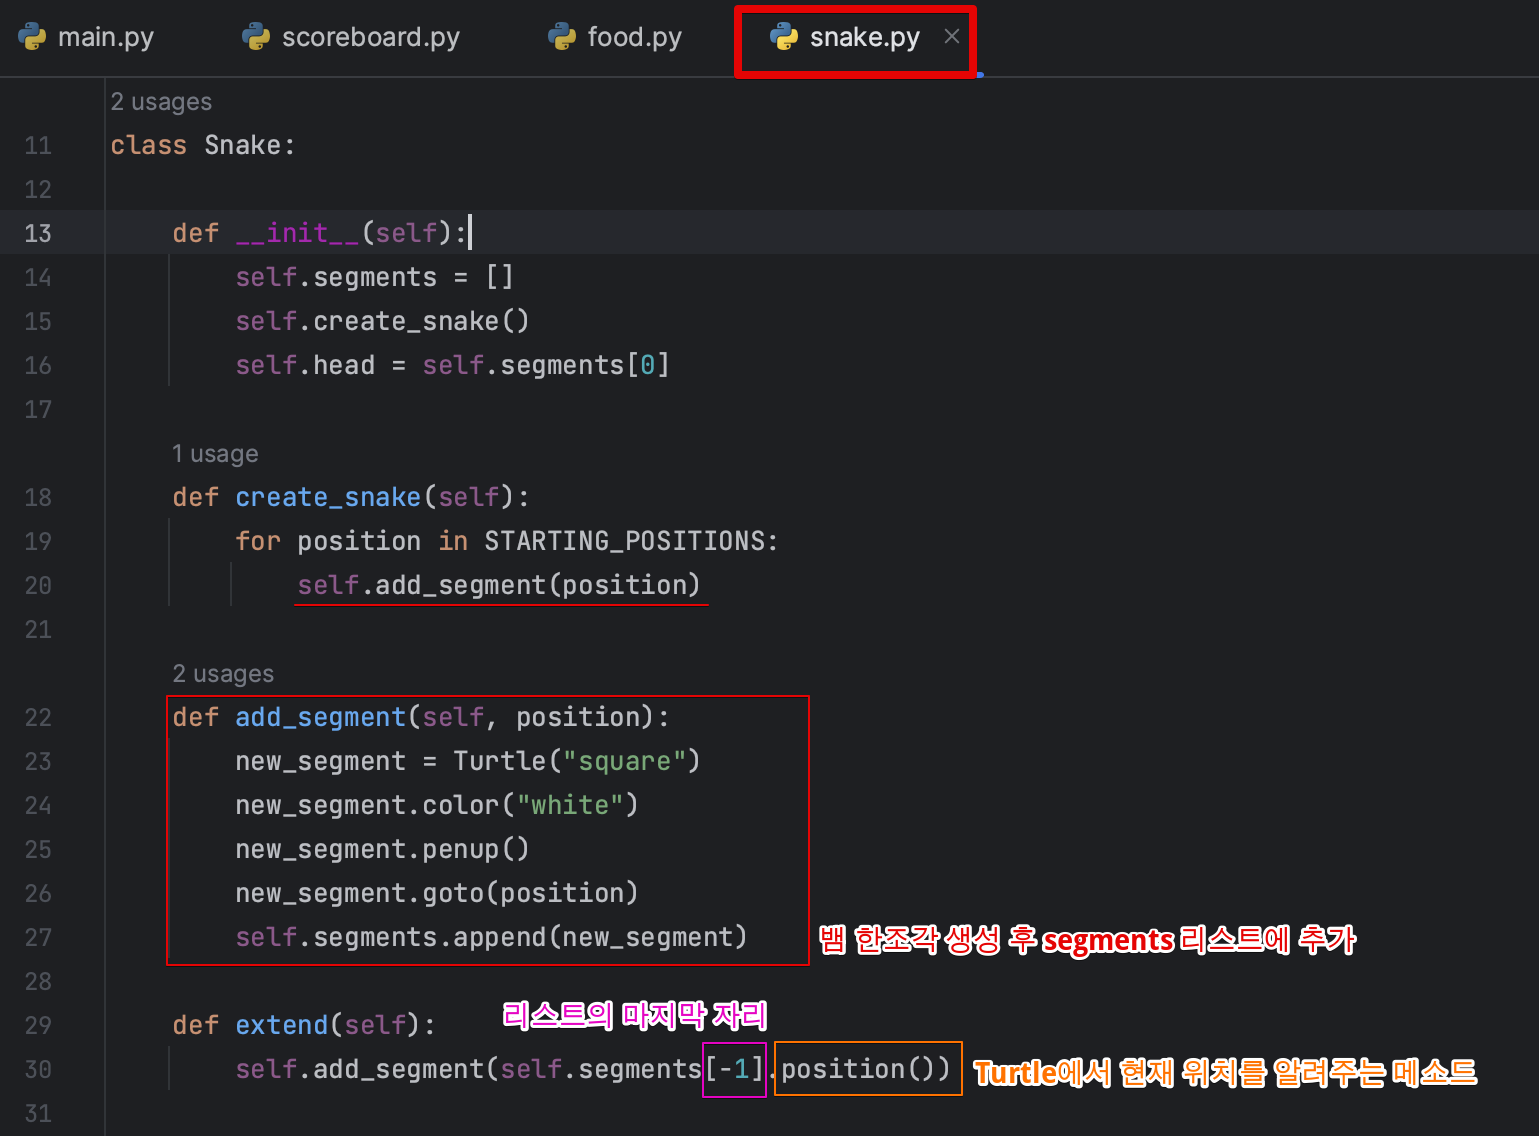 main.py scoreboard.py food.py snake.py ×
2 usages
11 class Snake:
12
13 def __init__(self):
14 self.segments = []
15 self.create_snake()
16 self.head = self.segments[0]
17
1 usage
18 def create_snake(self):
19 for position in STARTING_POSITIONS:
20 self.add_segment(position)
21
2 usages
22 def add_segment(self, position):
23 new_segment = Turtle("square")
24 new_segment.color("white")
25 new_segment.penup()
26 new_segment.goto(position)
27 self.segments.append(new_segment) 뱀 한조각 생성 후 segments 리스트에 추가
28
리스트의 마지막 자리
29 def extend(self):
30 self.add_segment(self.segments[-1].position()) Turtle에서 현재 위치를 알려주는 메소드
31